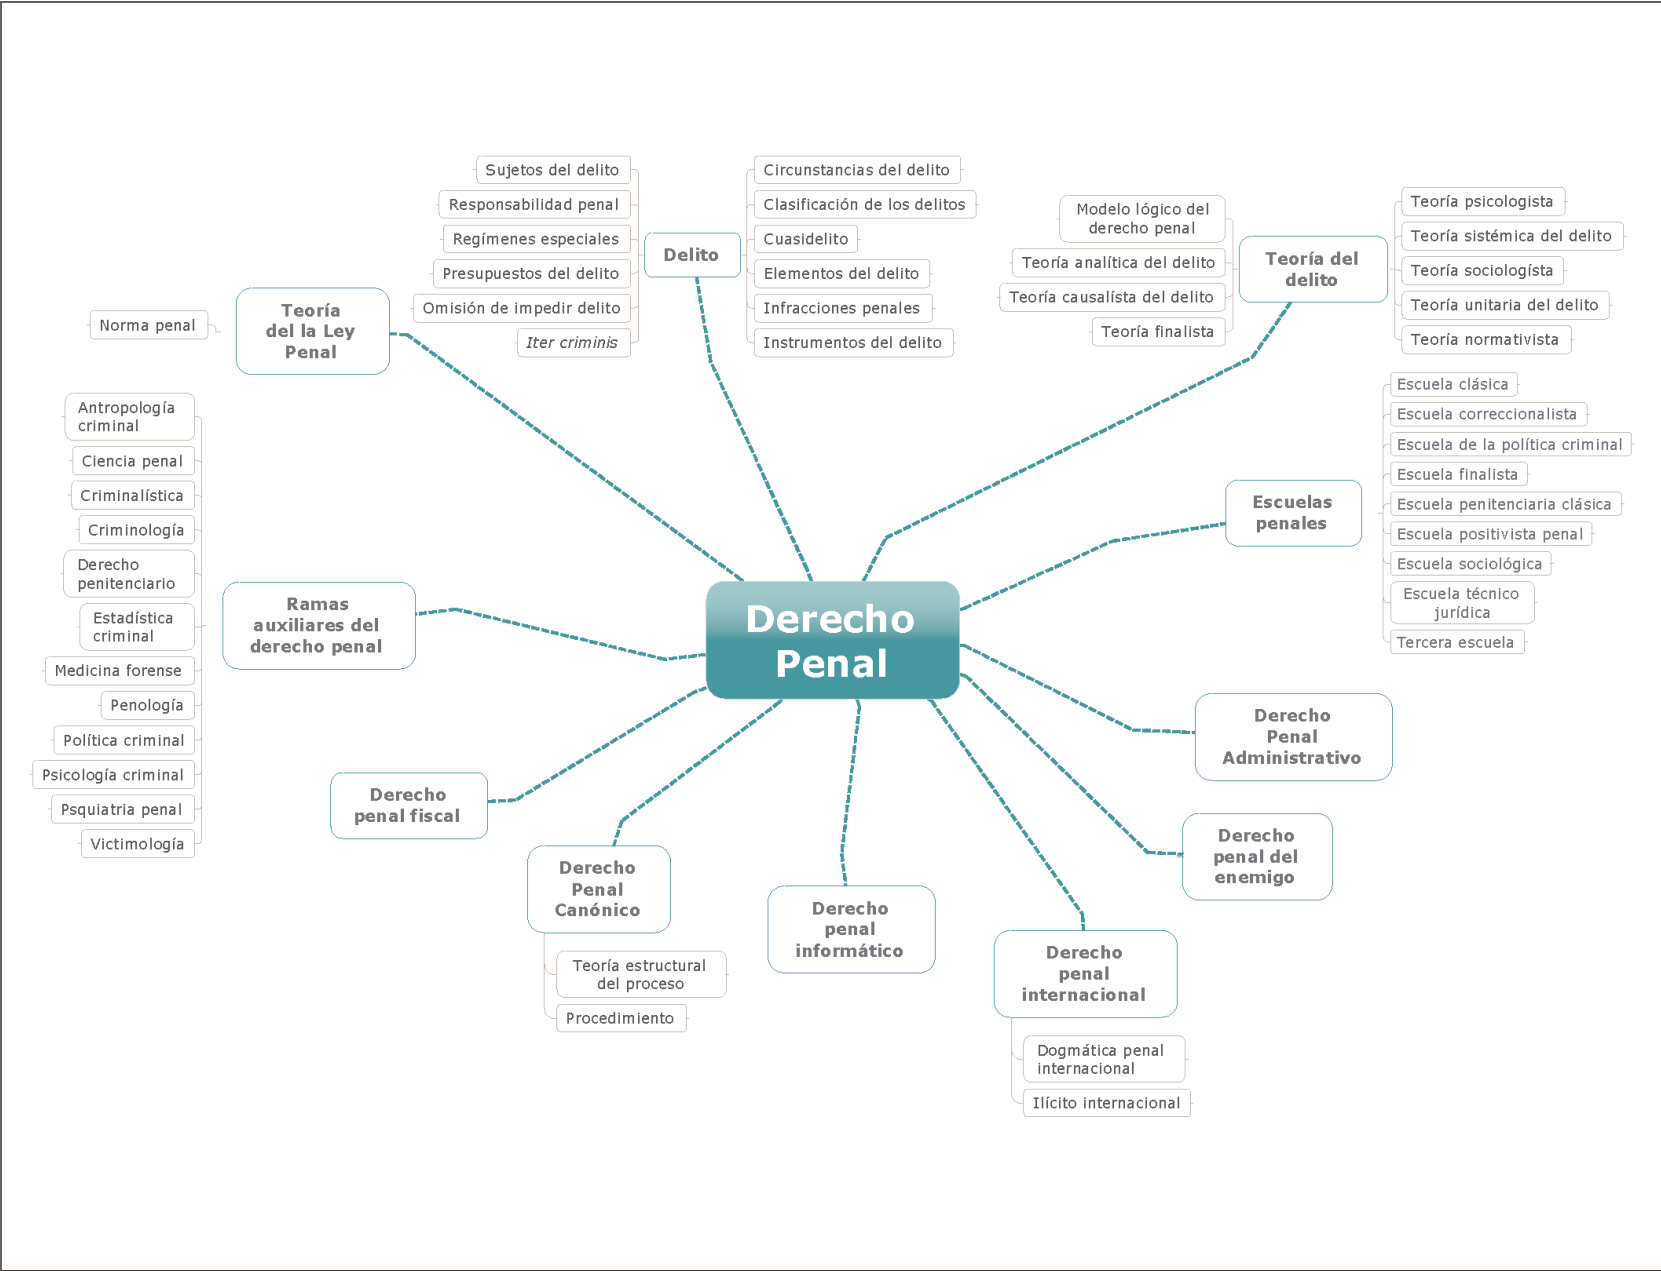 Derecho
Penal
Teoría
del la Ley
Penal
Norma penal
Delito
Sujetos del delito
Responsabilidad penal
Regímenes especiales
Presupuestos del delito
Omisión de impedir delito
Iter criminis
Circunstancias del delito
Clasificación de los delitos
Cuasidelito
Elementos del delito
Infracciones penales
Instrumentos del delito
Teoría del
delito
Modelo lógico del
derecho penal
Teoría analítica del delito
Teoría causalísta del delito
Teoría finalista
Teoría psicologista
Teoría sistémica del delito
Teoría sociologísta
Teoría unitaria del delito
Teoría normativista
Escuelas
penales
Escuela clásica
Escuela correccionalista
Escuela de la política criminal
Escuela finalista
Escuela penitenciaria clásica
Escuela positivista penal
Escuela sociológica
Escuela técnico
jurídica
Tercera escuela
Derecho
Penal
Administrativo
Derecho
penal del
enemigo
Derecho
penal
internacional
Dogmática penal
internacional
Ilícito internacional
Derecho
penal
informático
Derecho
Penal
Canónico
Teoría estructural
del proceso
Procedimiento
Derecho
penal fiscal
Ramas
auxiliares del
derecho penal
Antropología
criminal
Ciencia penal
Criminalística
Criminología
Derecho
penitenciario
Estadística
criminal
Medicina forense
Penología
Política criminal
Psicología criminal
Psquiatria penal
Victimología